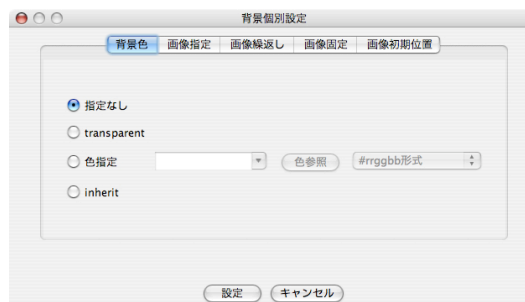 背景個別設定
背景色 画像指定 画像繰返し 画像固定 画像初期位置
指定なし
transparent
色指定 色参照 #rrggbb形式
inherit
設定 キャンセル